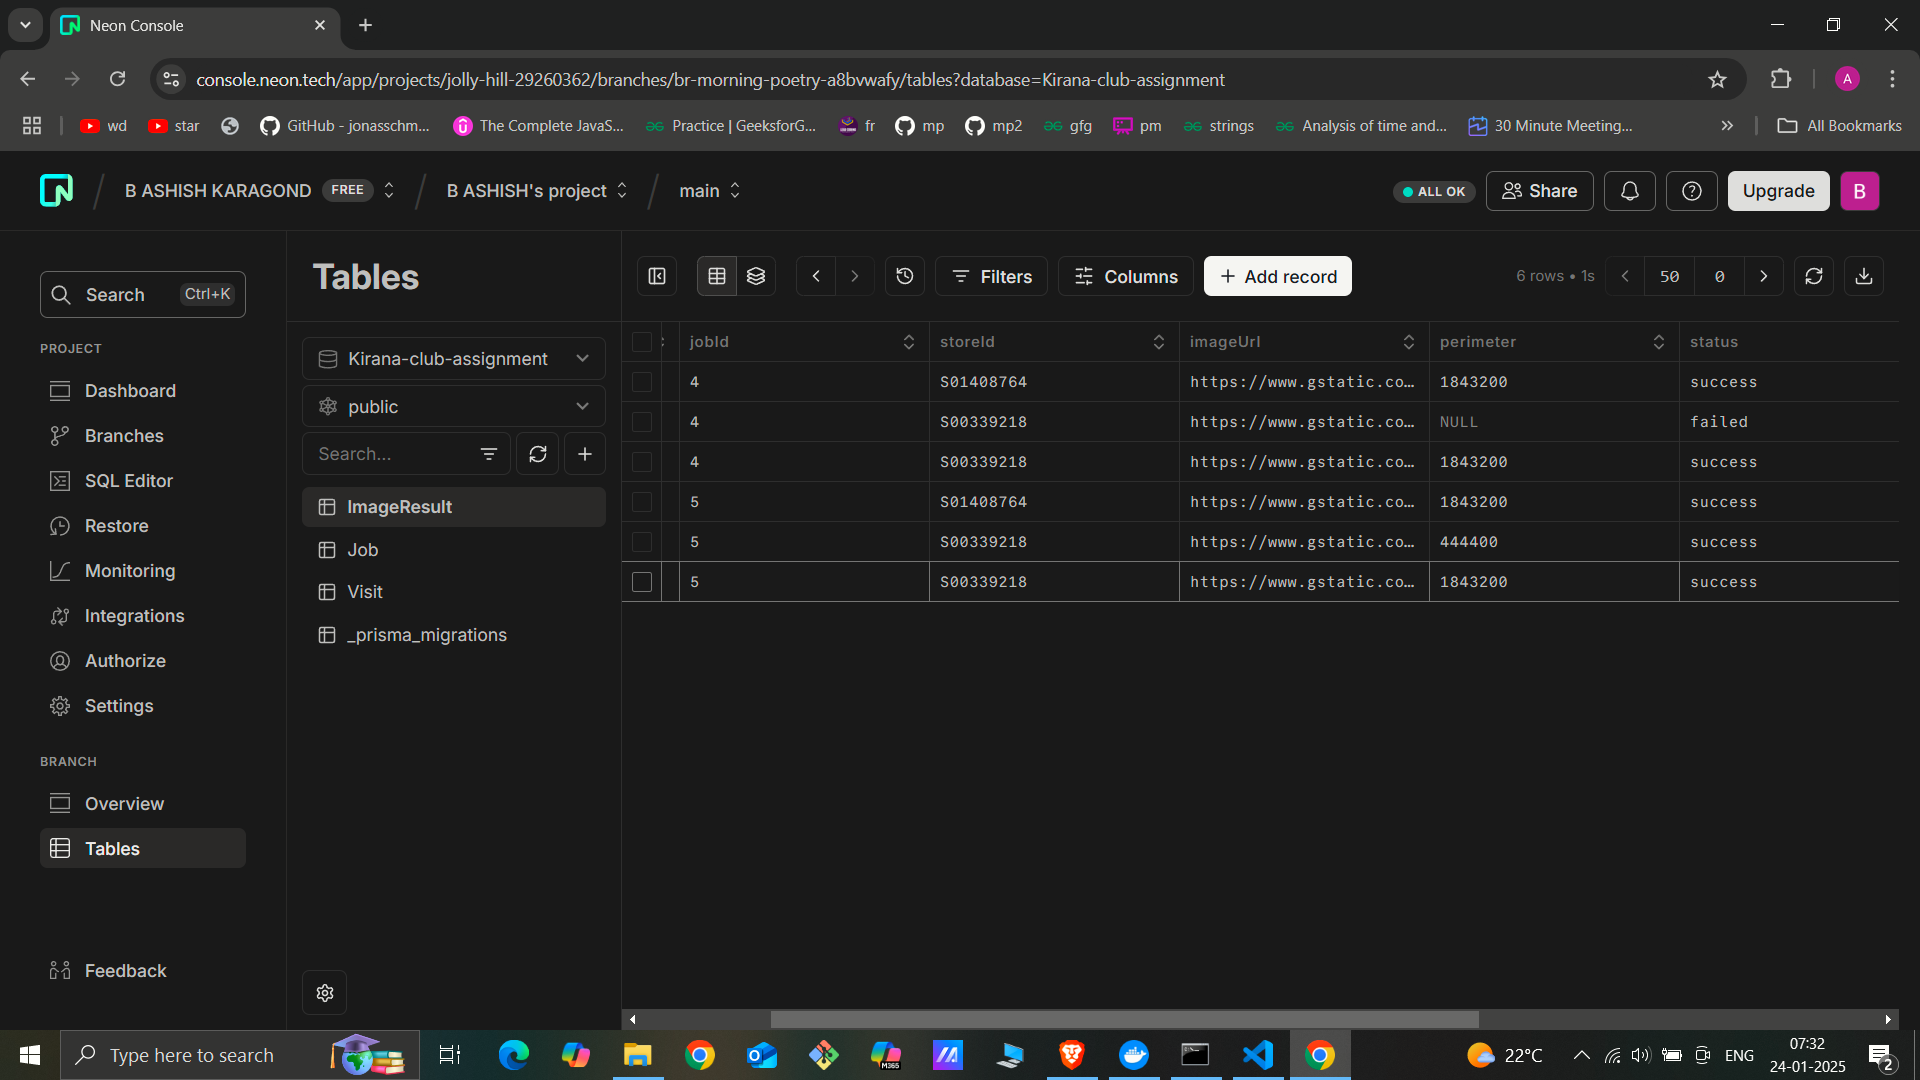 Neon Console
console.neon.tech/app/projects/jolly-hill-29260362/branches/br-morning-poetry-a8bvwafy/tables?database=Kirana-club-assignment
A
wd star GitHub - jonasschm... The Complete JavaS... Practice | GeeksforG... fr mp mp2 gfg pm strings Analysis of time and... 30 Minute Meeting... » All Bookmarks
B ASHISH KARAGOND FREE / B ASHISH's project / main ALL OK Share Upgrade B
Search Ctrl+K
PROJECT
Dashboard
Branches
SQL Editor
Restore
Monitoring
Integrations
Authorize
Settings
BRANCH
Overview
Tables
Feedback
Tables
Kirana-club-assignment
public
Search...
ImageResult
Job
Visit
_prisma_migrations
Filters Columns + Add record 6 rows • 1s 50 0
jobId storeId imageUrl perimeter status
4 S01408764 https://www.gstatic.co… 1843200 success
4 S00339218 https://www.gstatic.co… NULL failed
4 S00339218 https://www.gstatic.co… 1843200 success
5 S01408764 https://www.gstatic.co… 1843200 success
5 S00339218 https://www.gstatic.co… 444400 success
5 S00339218 https://www.gstatic.co… 1843200 success
Type here to search M365 22°C ENG 07:32
24-01-2025 2